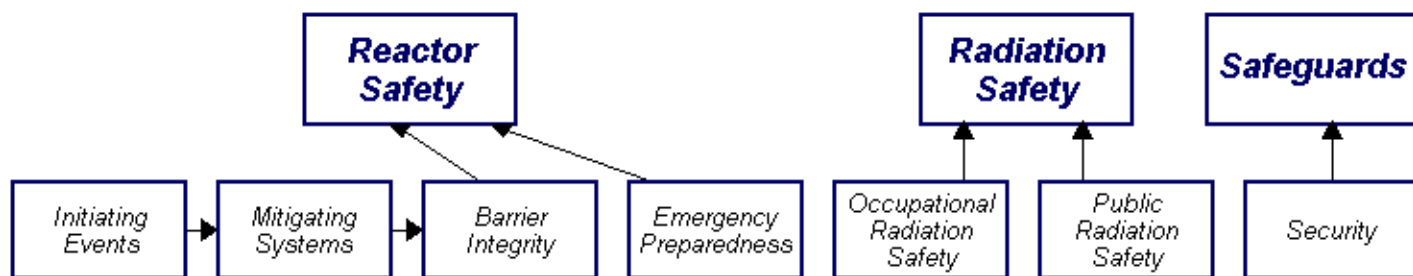 Reactor
Safety
Radiation
Safety
Safeguards
Initiating
Events
Mitigating
Systems
Barrier
Integrity
Emergency
Preparedness
Occupational
Radiation
Safety
Public
Radiation
Safety
Security